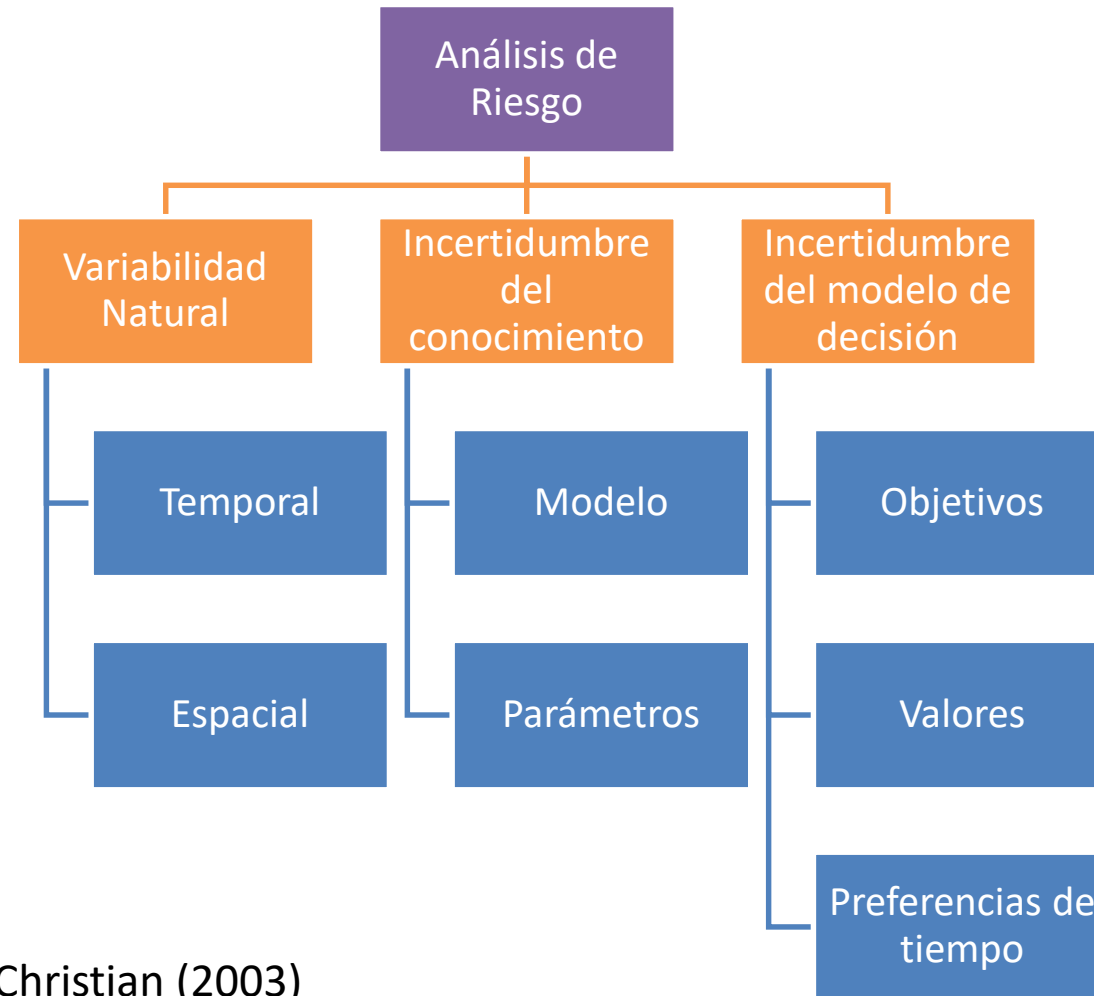 Análisis de
Riesgo
Variabilidad
Natural
Temporal
Espacial
Incertidumbre
del
conocimiento
Modelo
Parámetros
Incertidumbre
del modelo de
decisión
Objetivos
Valores
Preferencias de
tiempo
Christian (2003)